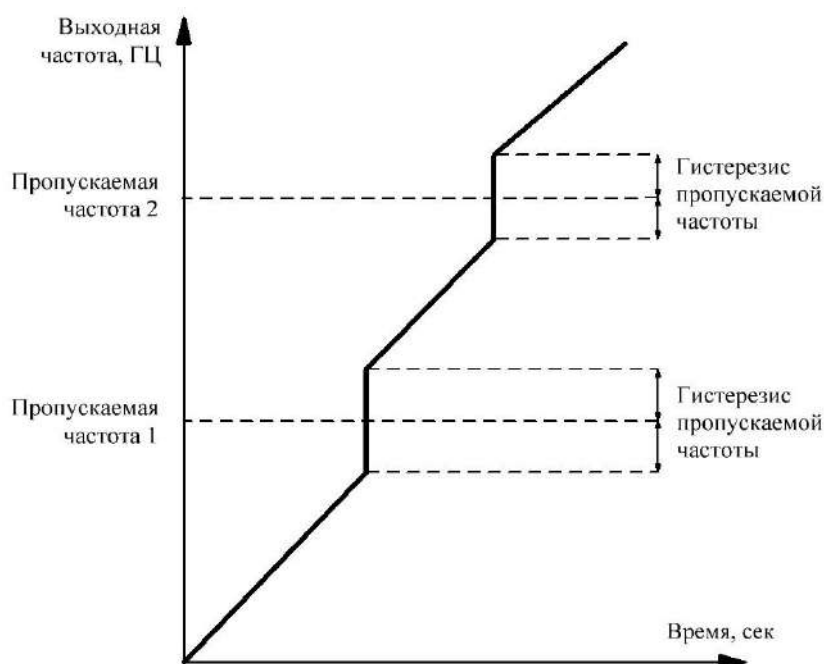 Выходная
частота, ГЦ
Пропускаемая
частота 2
Гистерезис
пропускаемой
частоты
Пропускаемая
частота 1
Гистерезис
пропускаемой
частоты
Время, сек